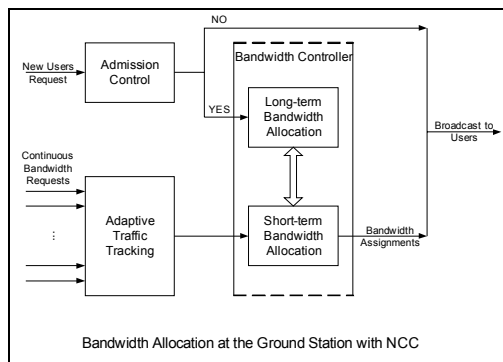 NO
New Users
Request
Admission
Control
Bandwidth Controller
YES
Long-term
Bandwidth
Allocation
Broadcast to
Users
Continuous
Bandwidth
Requests
...
Adaptive
Traffic
Tracking
Short-term
Bandwidth
Allocation
Bandwidth
Assignments
Bandwidth Allocation at the Ground Station with NCC